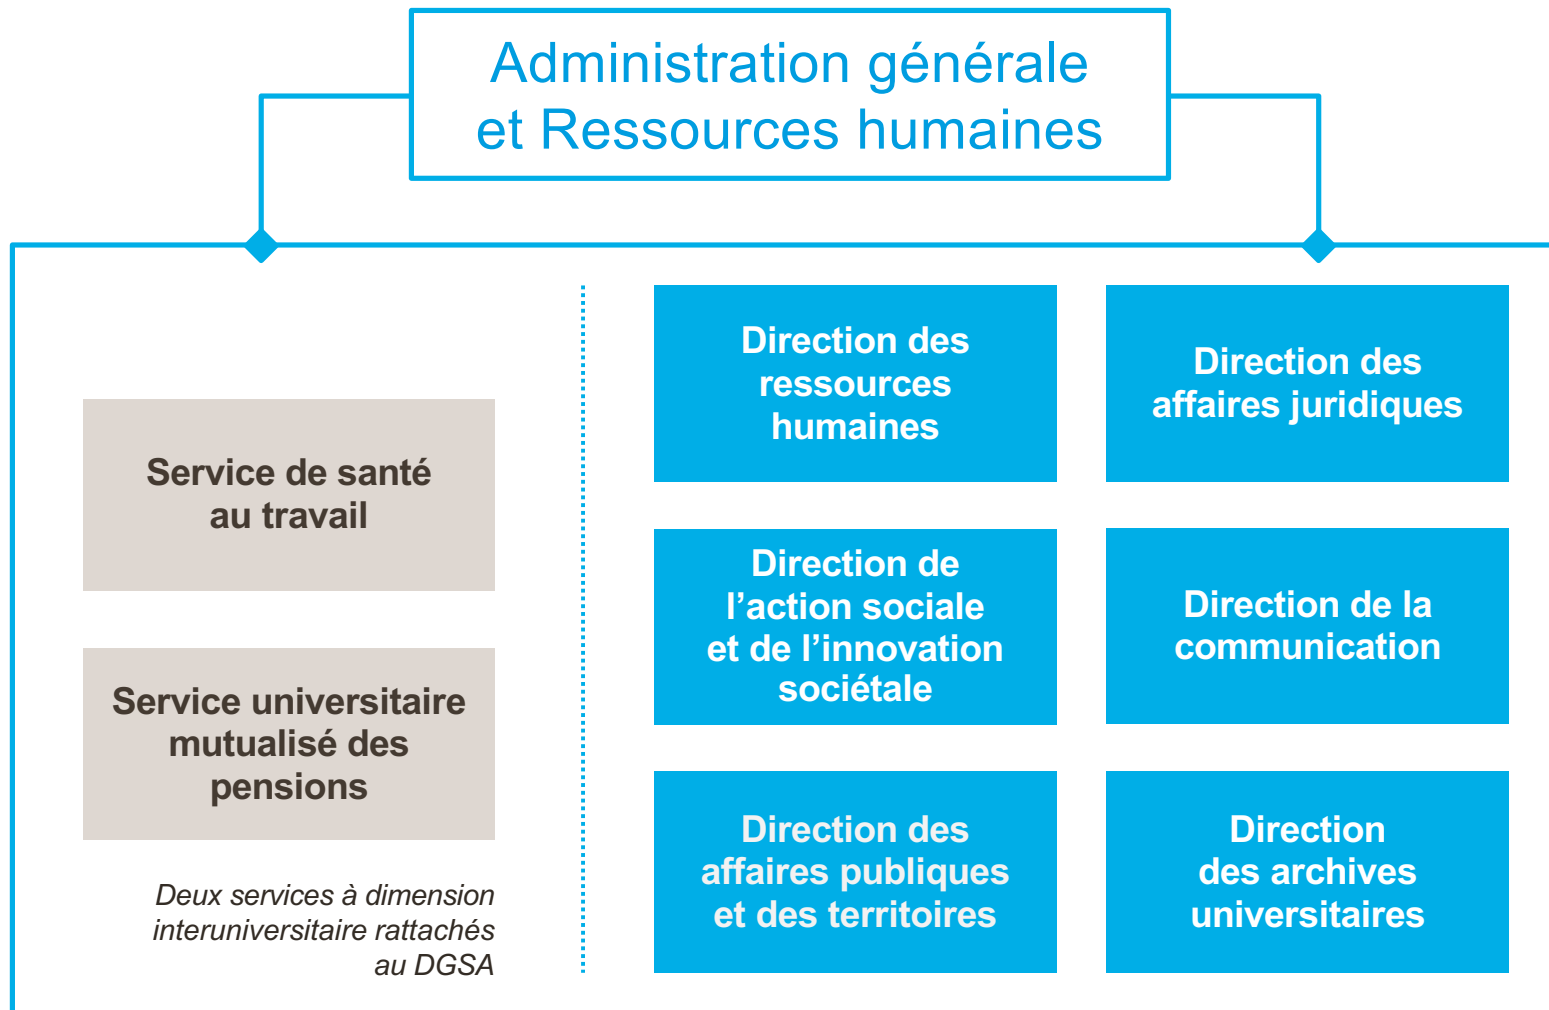 Administration générale
et Ressources humaines
Service de santé
au travail
Service universitaire
mutualisé des
pensions
Deux services à dimension
interuniversitaire rattachés
au DGSA
Direction des
ressources
humaines
Direction des
affaires juridiques
Direction de
l’action sociale
et de l’innovation
sociétale
Direction de la
communication
Direction des
affaires publiques
et des territoires
Direction
des archives
universitaires